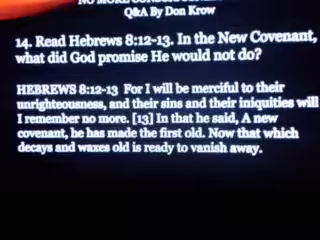 Q&A By Don Krow
14. Read Hebrews 8:12-13. In the New Covenant,
what did God promise He would not do?
HEBREWS 8:12-13 For I will be merciful to their
unrighteousness, and their sins and their iniquities will
I remember no more. [13] In that he said, A new
covenant, he has made the first old. Now that which
decays and waxes old is ready to vanish away.